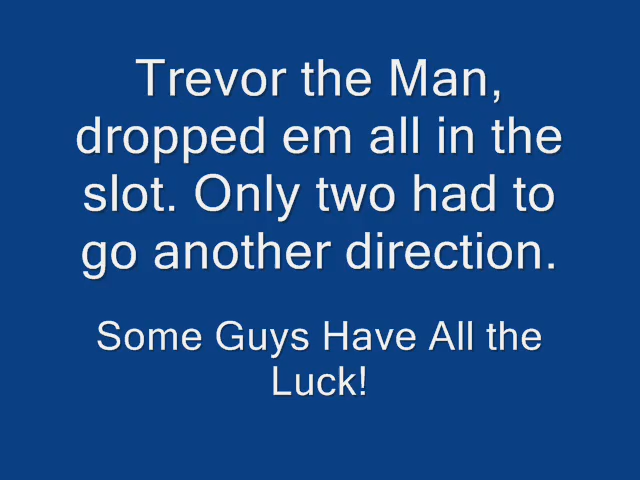 Trevor the Man,
dropped em all in the
slot. Only two had to
go another direction.
Some Guys Have All the
Luck!